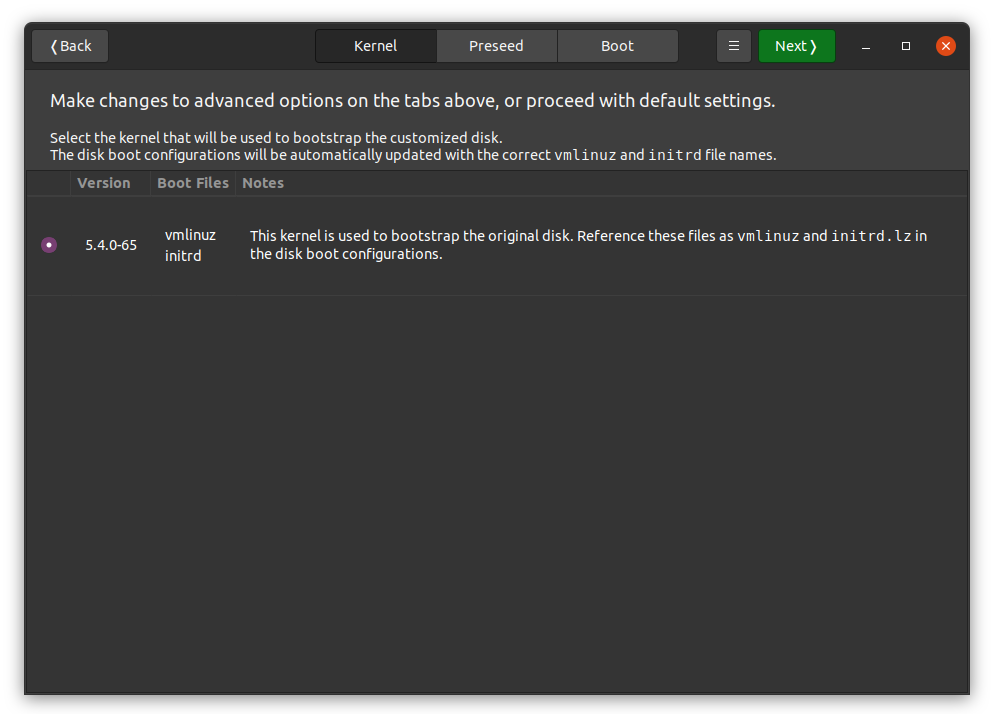 ❬Back
Kernel
Preseed
Boot
Next❭
Make changes to advanced options on the tabs above, or proceed with default settings.
Select the kernel that will be used to bootstrap the customized disk.
The disk boot configurations will be automatically updated with the correct vmlinuz and initrd file names.
Version
Boot Files
Notes
5.4.0-65
vmlinuz
initrd
This kernel is used to bootstrap the original disk. Reference these files as vmlinuz and initrd.lz in
the disk boot configurations.